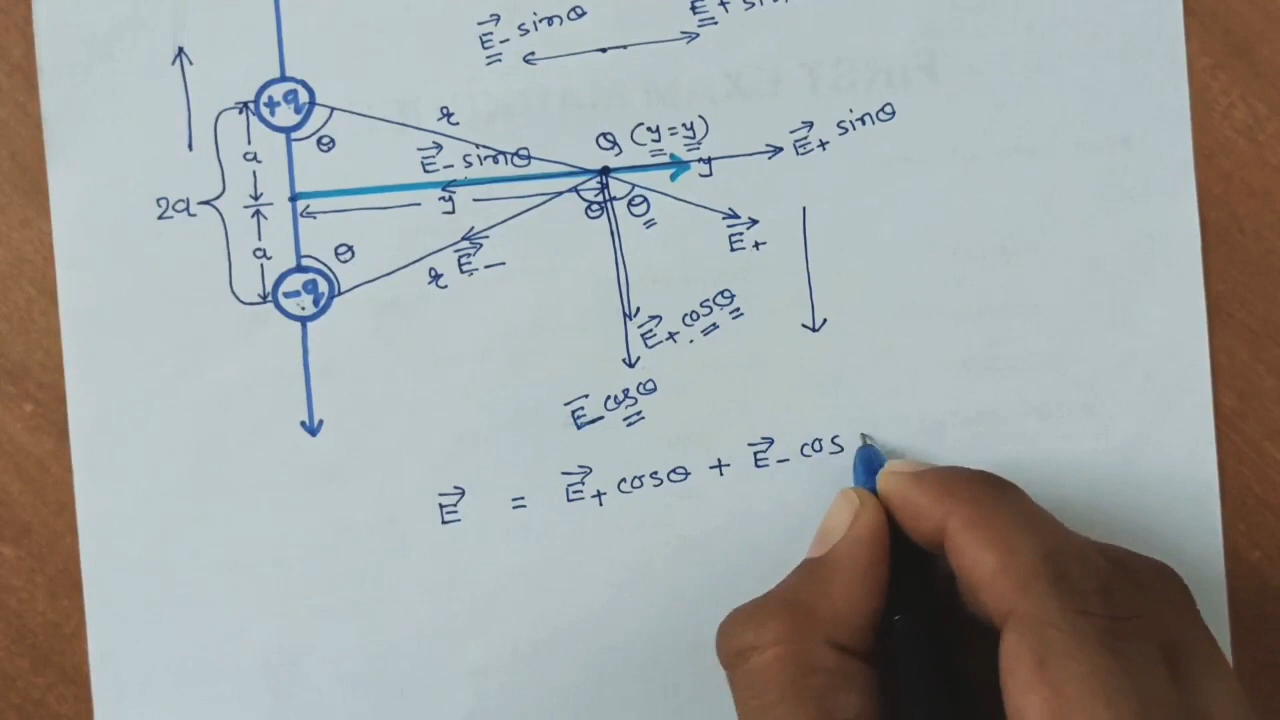 E⃗₋ sinθ
E⃗₊
+q
r
Q (y=y)
E⃗₊ sinθ
θ
a
E⃗₋ sinθ
y
2a
y
θ θ
a
θ
E⃗₊
E⃗₋
r
-q
E⃗₊ cosθ
E₋ cosθ
E⃗ = E⃗₊ cosθ + E⃗₋ cos